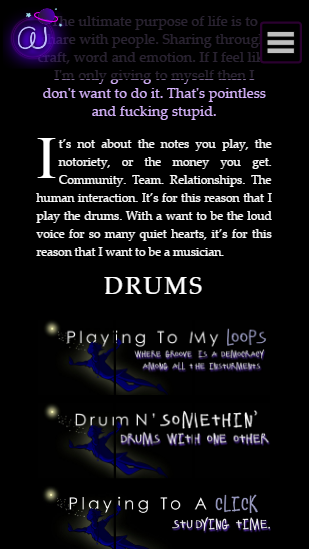 The ultimate purpose of life is to
share with people. Sharing through
craft, word and emotion. If I feel like
I'm only giving to myself then I
don't want to do it. That's pointless
and fucking stupid.
It's not about the notes you play, the
notoriety, or the money you get.
Community. Team. Relationships. The
human interaction. It's for this reason that I
play the drums. With a want to be the loud
voice for so many quiet hearts, it's for this
reason that I want to be a musician.
DRUMS
Playing To My LOOPS
WHERE GROOVE IS A DEMOCRACY
AMONG ALL THE INSTURMENTS
Drum N' SOMETHIN'
DRUMS WITH ONE OTHER
Playing To A CLICK
STUDYING TIME.